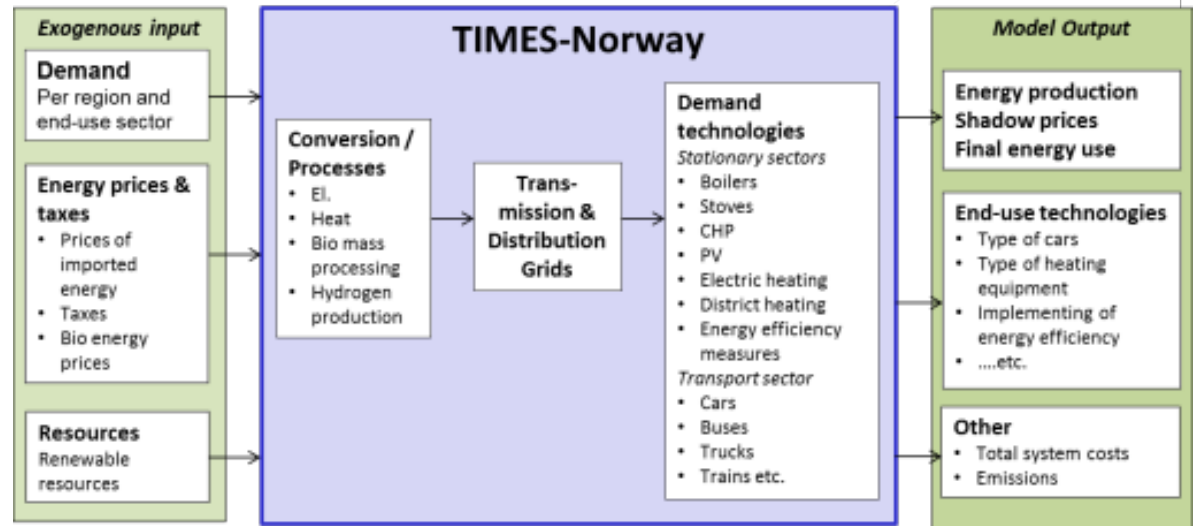 Exogenous input
Demand
Per region and
end-use sector
Energy prices &
taxes
• Prices of
imported
energy
• Taxes
• Bio energy
prices
Resources
Renewable
resources
TIMES-Norway
Conversion /
Processes
• El.
• Heat
• Bio mass
processing
• Hydrogen
production
Trans-
mission &
Distribution
Grids
Demand
technologies
Stationary sectors
• Boilers
• Stoves
• CHP
• PV
• Electric heating
• District heating
• Energy efficiency
measures
Transport sector
• Cars
• Buses
• Trucks
• Trains etc.
Model Output
Energy production
Shadow prices
Final energy use
End-use technologies
• Type of cars
• Type of heating
equipment
• Implementing of
energy efficiency
• ....etc.
Other
• Total system costs
• Emissions